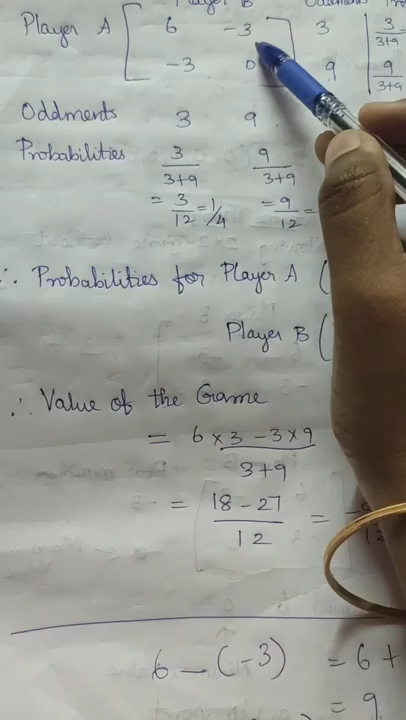 Player B Oddments
Player A [ 6 -3 ] 3 3/3+9
[ -3 0 ] 9 9/3+9
Oddments 3 9
Probabilities 3/3+9 9/3+9
= 3/12 = 1/4 = 9/12 =
∴ Probabilities for Player A (
Player B (
∴ Value of the Game
= 6 × 3 - 3 × 9
3+9
= 18 - 27 / 12 =
6 - (-3) = 6 +
= 9